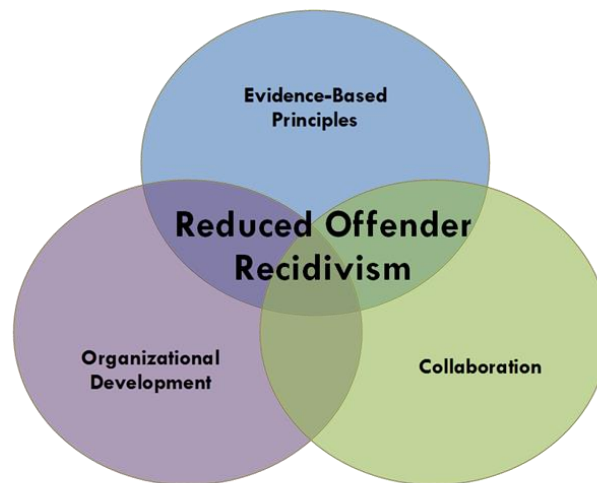 Evidence-Based
Principles
Reduced Offender
Recidivism
Organizational
Development
Collaboration